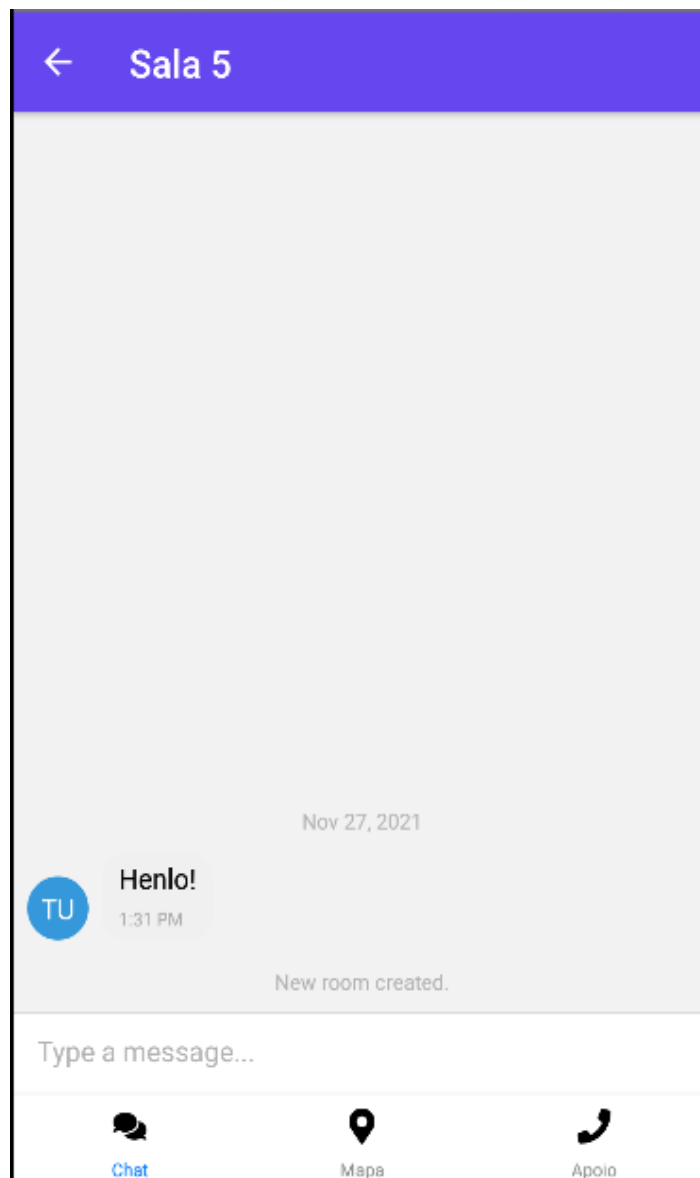 Sala 5
Nov 27, 2021
Henlo!
TU
1:31 PM
New room created.
Type a message...
Chat Mapa Apoio